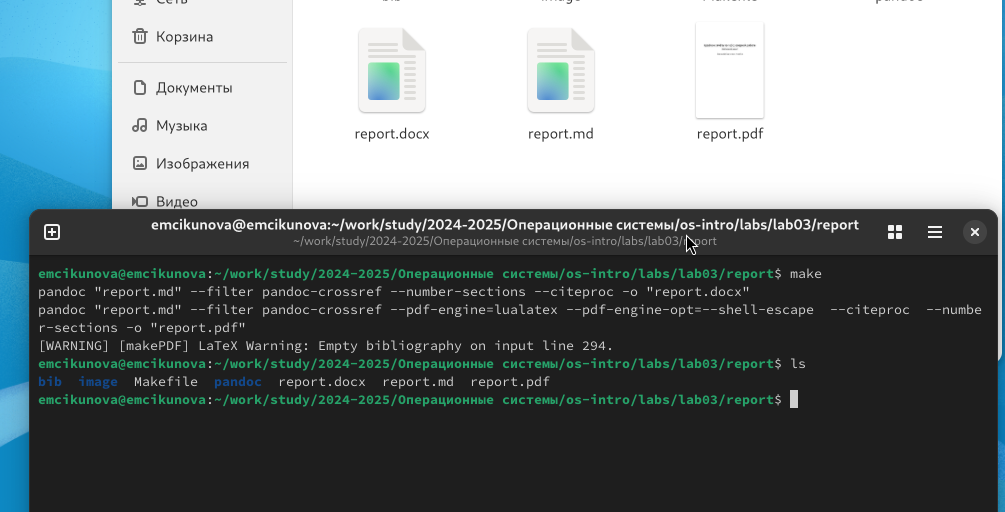 Сеть
Корзина
Документы
Музыка
Изображения
Видео
bib
image
Makefile
pandoc
report.docx
report.md
report.pdf
emcikunova@emcikunova:~/work/study/2024-2025/Операционные системы/os-intro/labs/lab03/report
~/work/study/2024-2025/Операционные системы/os-intro/labs/lab03/report
emcikunova@emcikunova:~/work/study/2024-2025/Операционные системы/os-intro/labs/lab03/report$ make
pandoc "report.md" --filter pandoc-crossref --number-sections --citeproc -o "report.docx"
pandoc "report.md" --filter pandoc-crossref --pdf-engine=lualatex --pdf-engine-opt=--shell-escape  --citeproc  --numbe
r-sections -o "report.pdf"
[WARNING] [makePDF] LaTeX Warning: Empty bibliography on input line 294.
emcikunova@emcikunova:~/work/study/2024-2025/Операционные системы/os-intro/labs/lab03/report$ ls
bib  image  Makefile  pandoc  report.docx  report.md  report.pdf
emcikunova@emcikunova:~/work/study/2024-2025/Операционные системы/os-intro/labs/lab03/report$